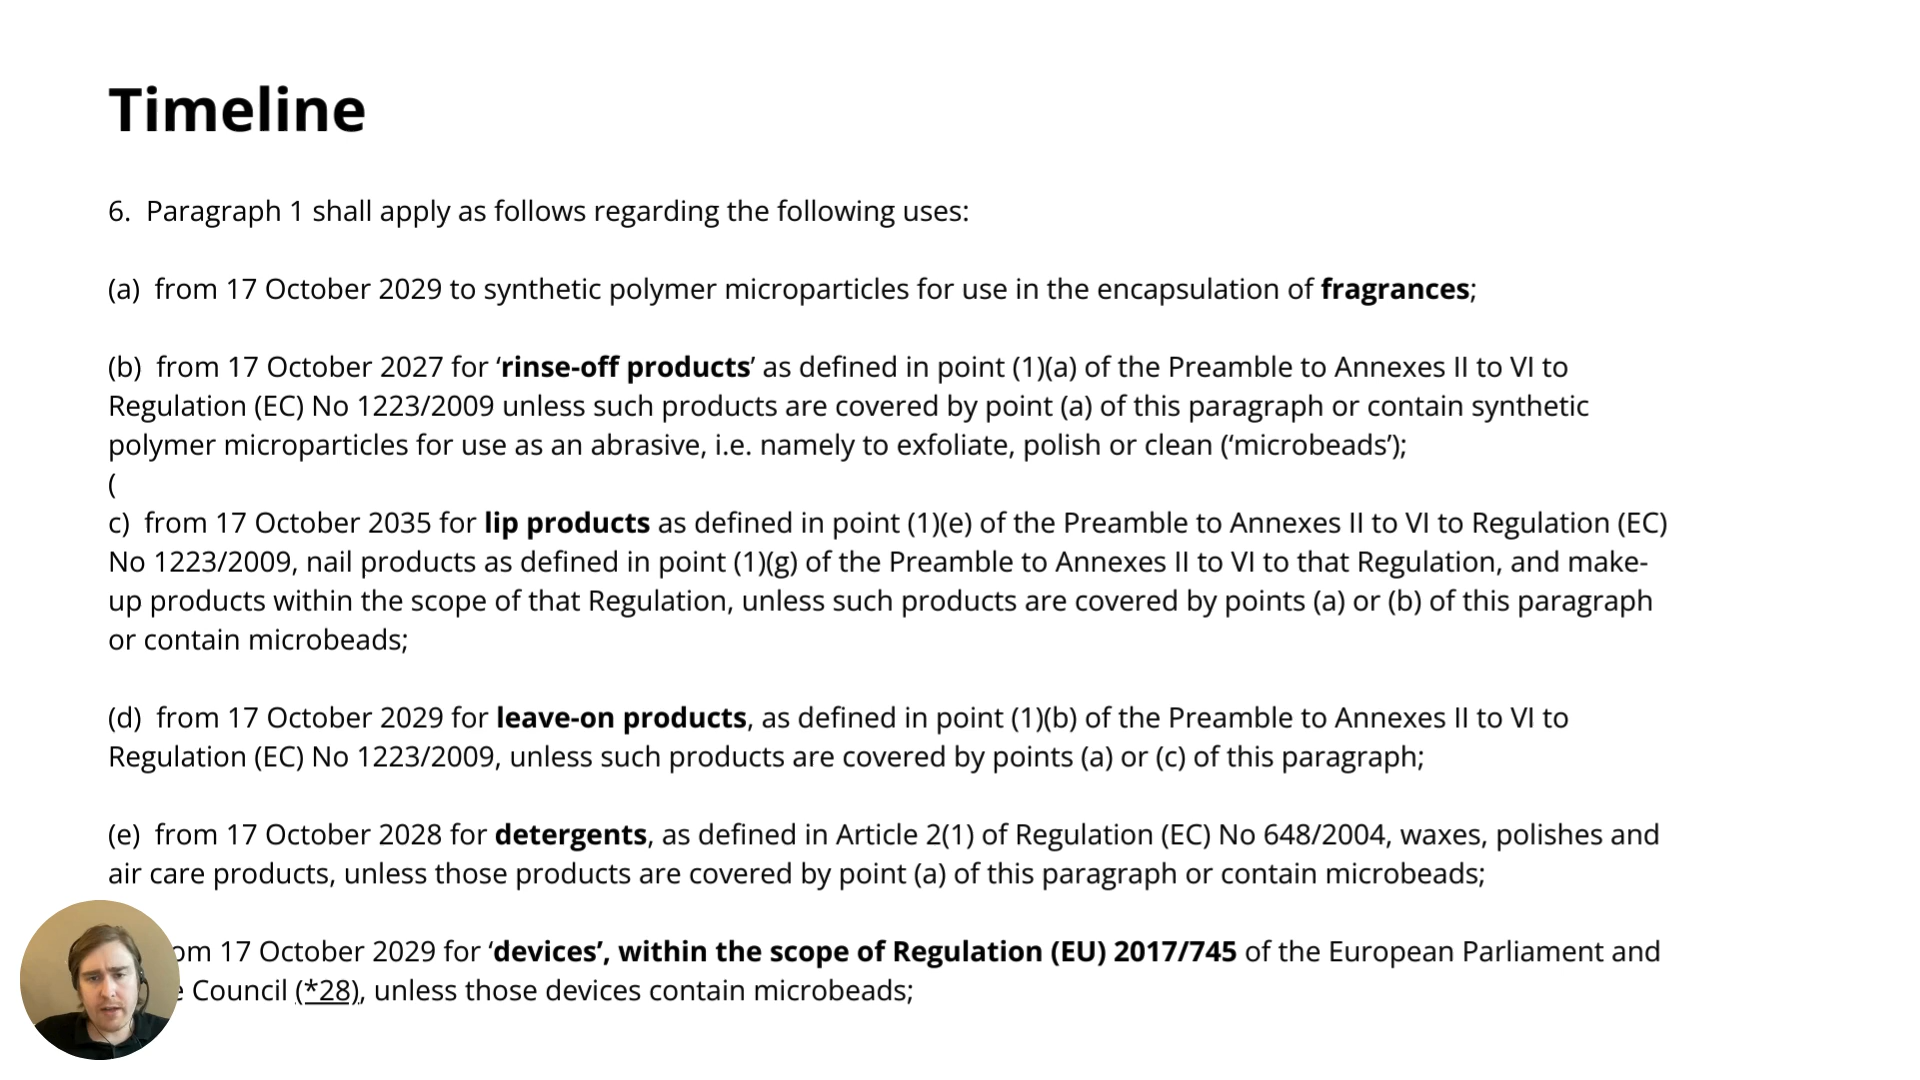 Timeline
6. Paragraph 1 shall apply as follows regarding the following uses:
(a) from 17 October 2029 to synthetic polymer microparticles for use in the encapsulation of fragrances;
(b) from 17 October 2027 for ‘rinse-off products’ as defined in point (1)(a) of the Preamble to Annexes II to VI to
Regulation (EC) No 1223/2009 unless such products are covered by point (a) of this paragraph or contain synthetic
polymer microparticles for use as an abrasive, i.e. namely to exfoliate, polish or clean (‘microbeads’);
(
c) from 17 October 2035 for lip products as defined in point (1)(e) of the Preamble to Annexes II to VI to Regulation (EC)
No 1223/2009, nail products as defined in point (1)(g) of the Preamble to Annexes II to VI to that Regulation, and make-
up products within the scope of that Regulation, unless such products are covered by points (a) or (b) of this paragraph
or contain microbeads;
(d) from 17 October 2029 for leave-on products, as defined in point (1)(b) of the Preamble to Annexes II to VI to
Regulation (EC) No 1223/2009, unless such products are covered by points (a) or (c) of this paragraph;
(e) from 17 October 2028 for detergents, as defined in Article 2(1) of Regulation (EC) No 648/2004, waxes, polishes and
air care products, unless those products are covered by point (a) of this paragraph or contain microbeads;
17 October 2029 for ‘devices’, within the scope of Regulation (EU) 2017/745 of the European Parliament and
Council (*28), unless those devices contain microbeads;